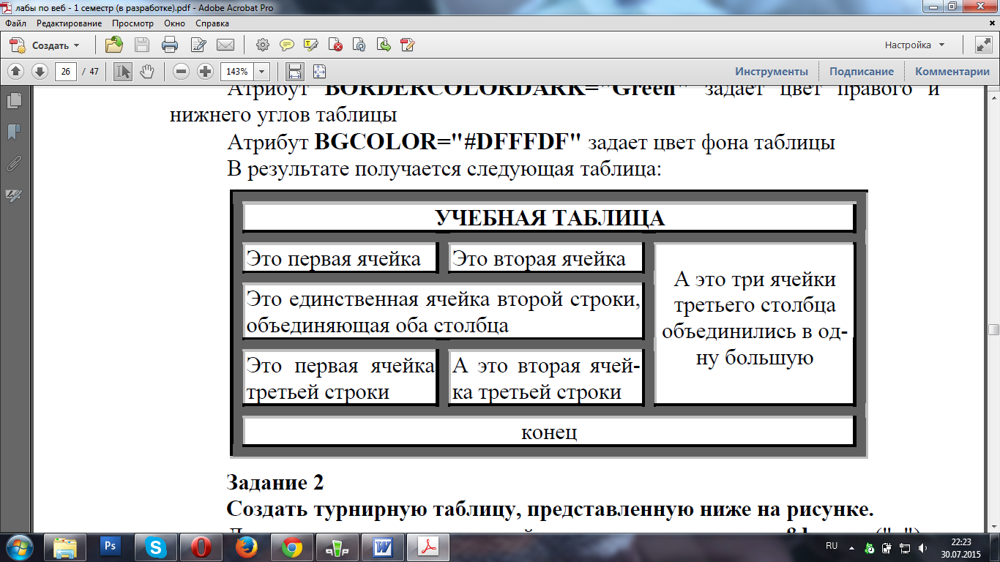 лабы по веб - 1 семестр (в разработке).pdf - Adobe Acrobat Pro
Файл Редактирование Просмотр Окно Справка
Создать Настройка
26 / 47 143% Инструменты Подписание Комментарии
Атрибут BORDERCOLORDARK="Green" задает цвет правого и
нижнего углов таблицы
Атрибут BGCOLOR="#DFFFDF" задает цвет фона таблицы
В результате получается следующая таблица:
УЧЕБНАЯ ТАБЛИЦА
Это первая ячейка
Это вторая ячейка
А это три ячейки
третьего столбца
объединились в од-
ну большую
Это единственная ячейка второй строки,
объединяющая оба столбца
Это первая ячейка
третьей строки
А это вторая ячей-
ка третьей строки
конец
Задание 2
Создать турнирную таблицу, представленную ниже на рисунке.
Ps
RU
22:23
30.07.2015